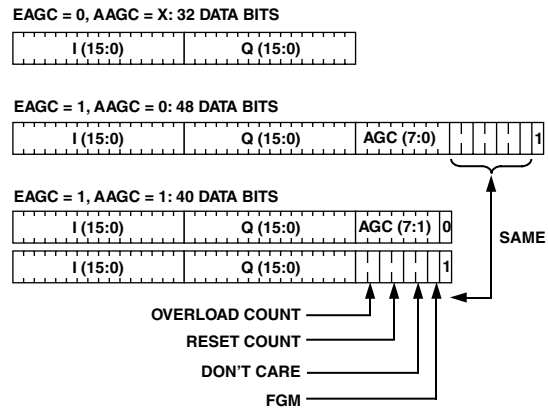 EAGC = 0, AAGC = X: 32 DATA BITS
I (15:0) Q (15:0)
EAGC = 1, AAGC = 0: 48 DATA BITS
I (15:0) Q (15:0) AGC (7:0) 1
EAGC = 1, AAGC = 1: 40 DATA BITS
I (15:0) Q (15:0) AGC (7:1) 0
SAME
I (15:0) Q (15:0) 1
OVERLOAD COUNT
RESET COUNT
DON'T CARE
FGM